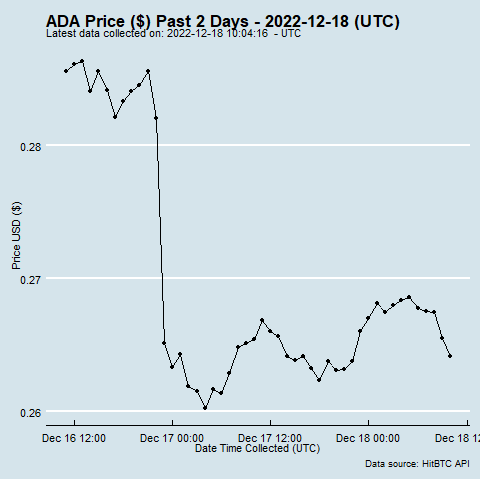 ADA Price ($) Past 2 Days - 2022-12-18 (UTC)
Latest data collected on: 2022-12-18 10:04:16 - UTC
0.28
0.27
0.26
Price USD ($)
Dec 16 12:00 Dec 17 00:00 Dec 17 12:00 Dec 18 00:00 Dec 18 12
Date Time Collected (UTC)
Data source: HitBTC API